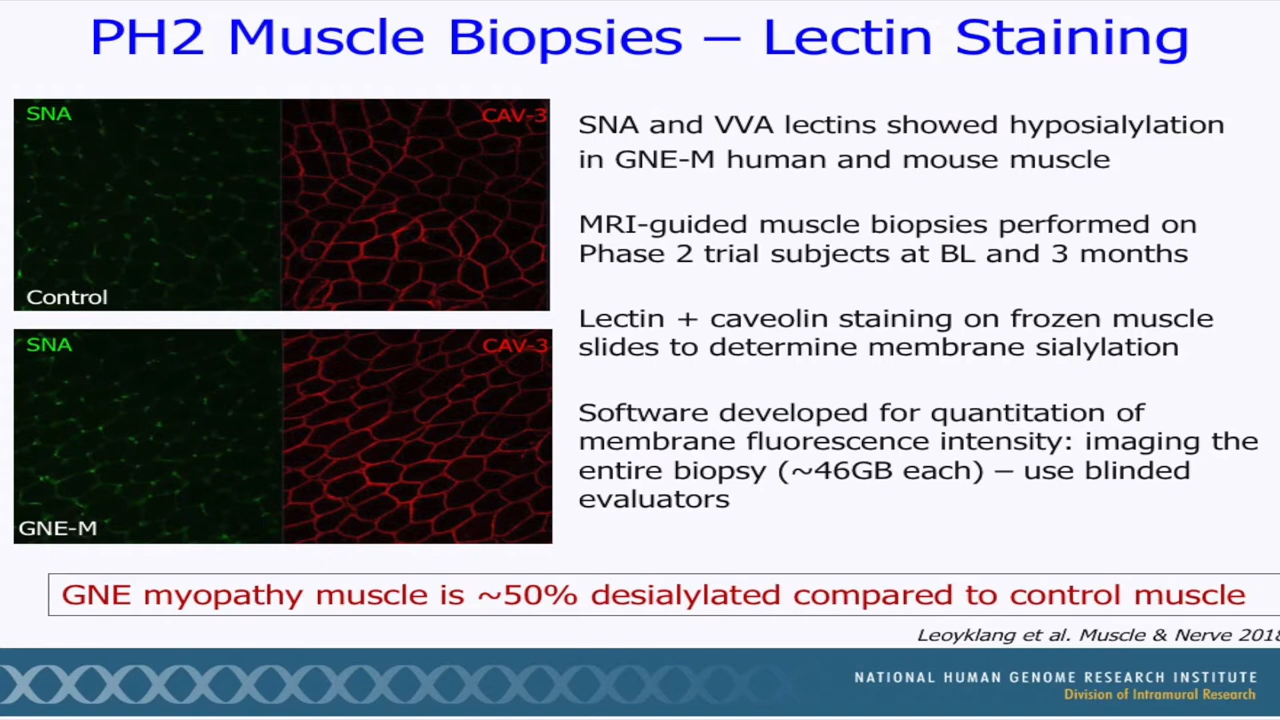 PH2 Muscle Biopsies – Lectin Staining
SNA
CAV-3
Control
SNA
CAV-3
GNE-M
SNA and VVA lectins showed hyposialylation
in GNE-M human and mouse muscle
MRI-guided muscle biopsies performed on
Phase 2 trial subjects at BL and 3 months
Lectin + caveolin staining on frozen muscle
slides to determine membrane sialylation
Software developed for quantitation of
membrane fluorescence intensity: imaging the
entire biopsy (~46GB each) – use blinded
evaluators
GNE myopathy muscle is ~50% desialylated compared to control muscle
Leoyklang et al. Muscle & Nerve 2018
NATIONAL HUMAN GENOME RESEARCH INSTITUTE
Division of Intramural Research